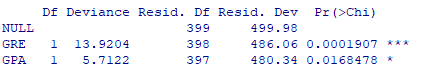 Df Deviance Resid. Df Resid. Dev Pr(>Chi)
NULL 399 499.98
GRE 1 13.9204 398 486.06 0.0001907 ***
GPA 1 5.7122 397 480.34 0.0168478 *